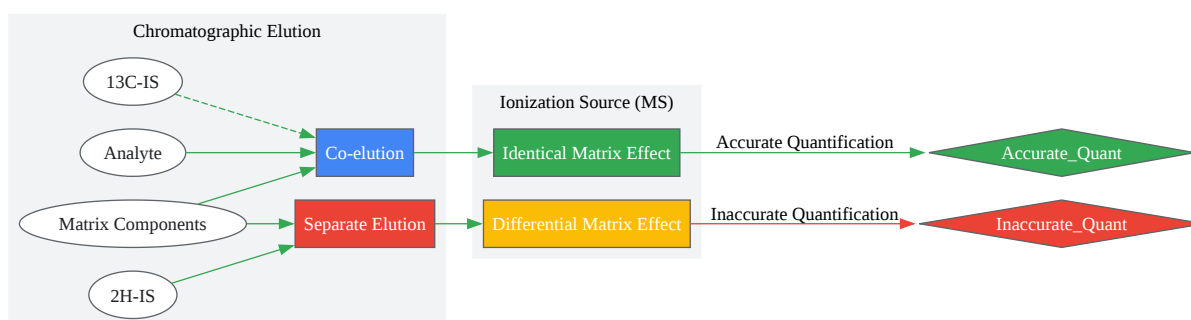 Chromatographic Elution
13C-IS
Analyte
Matrix Components
2H-IS
Co-elution
Separate Elution
Ionization Source (MS)
Identical Matrix Effect
Differential Matrix Effect
Accurate Quantification
Inaccurate Quantification
Accurate_Quant
Inaccurate_Quant